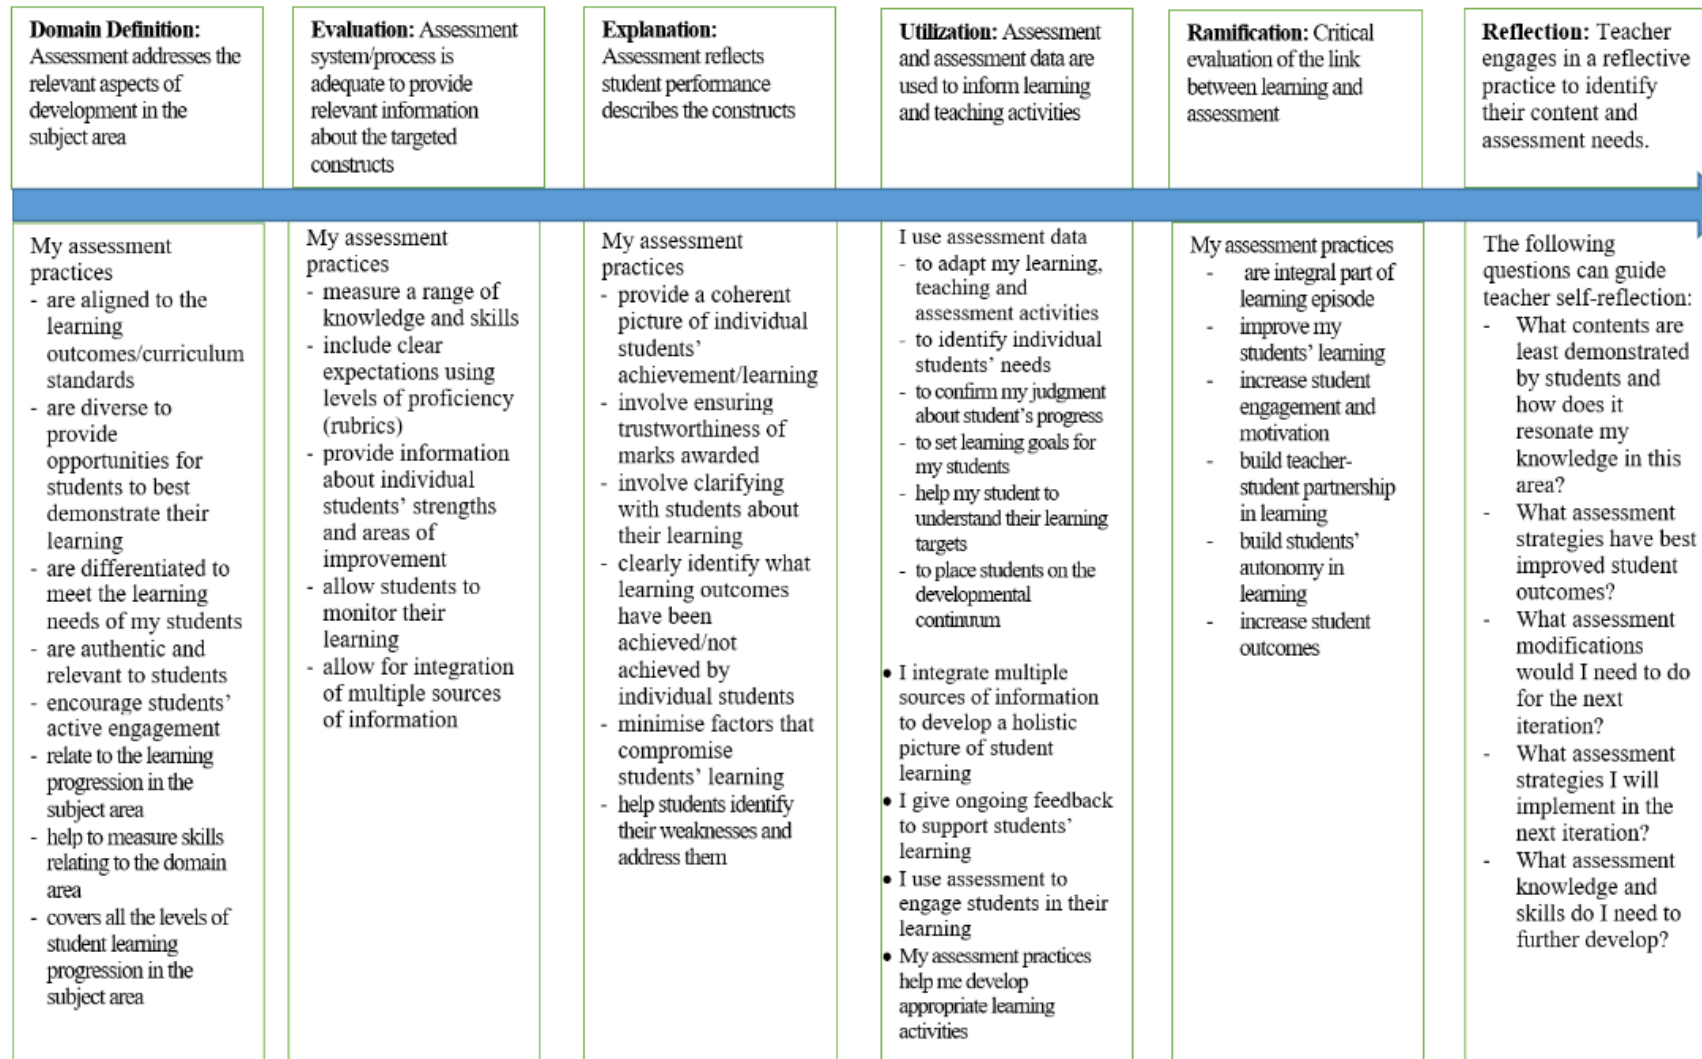 Domain Definition:
Assessment addresses the
relevant aspects of
development in the
subject area
Evaluation: Assessment
system/process is
adequate to provide
relevant information
about the targeted
constructs
Explanation:
Assessment reflects
student performance
describes the constructs
Utilization: Assessment
and assessment data are
used to inform learning
and teaching activities
Ramification: Critical
evaluation of the link
between learning and
assessment
Reflection: Teacher
engages in a reflective
practice to identify
their content and
assessment needs.
My assessment
practices
- are aligned to the
learning
outcomes/curriculum
standards
- are diverse to
provide
opportunities for
students to best
demonstrate their
learning
- are differentiated to
meet the learning
needs of my students
- are authentic and
relevant to students
- encourage students’
active engagement
- relate to the learning
progression in the
subject area
- help to measure skills
relating to the domain
area
- covers all the levels of
student learning
progression in the
subject area
My assessment
practices
- measure a range of
knowledge and skills
- include clear
expectations using
levels of proficiency
(rubrics)
- provide information
about individual
students’ strengths
and areas of
improvement
- allow students to
monitor their
learning
- allow for integration
of multiple sources
of information
My assessment
practices
- provide a coherent
picture of individual
students’
achievement/learning
- involve ensuring
trustworthiness of
marks awarded
- involve clarifying
with students about
their learning
- clearly identify what
learning outcomes
have been
achieved/not
achieved by
individual students
- minimise factors that
compromise
students’ learning
- help students identify
their weaknesses and
address them
I use assessment data
- to adapt my learning,
teaching and
assessment activities
- to identify individual
students’ needs
- to confirm my judgment
about student’s progress
- to set learning goals for
my students
- help my student to
understand their learning
targets
- to place students on the
developmental
continuum
• I integrate multiple
sources of information
to develop a holistic
picture of student
learning
• I give ongoing feedback
to support students’
learning
• I use assessment to
engage students in their
learning
• My assessment practices
help me develop
appropriate learning
activities
My assessment practices
- are integral part of
learning episode
- improve my
students’ learning
- increase student
engagement and
motivation
- build teacher-
student partnership
in learning
- build students’
autonomy in
learning
- increase student
outcomes
The following
questions can guide
teacher self-reflection:
- What contents are
least demonstrated
by students and
how does it
resonate my
knowledge in this
area?
- What assessment
strategies have best
improved student
outcomes?
- What assessment
modifications
would I need to do
for the next
iteration?
- What assessment
strategies I will
implement in the
next iteration?
- What assessment
knowledge and
skills do I need to
further develop?